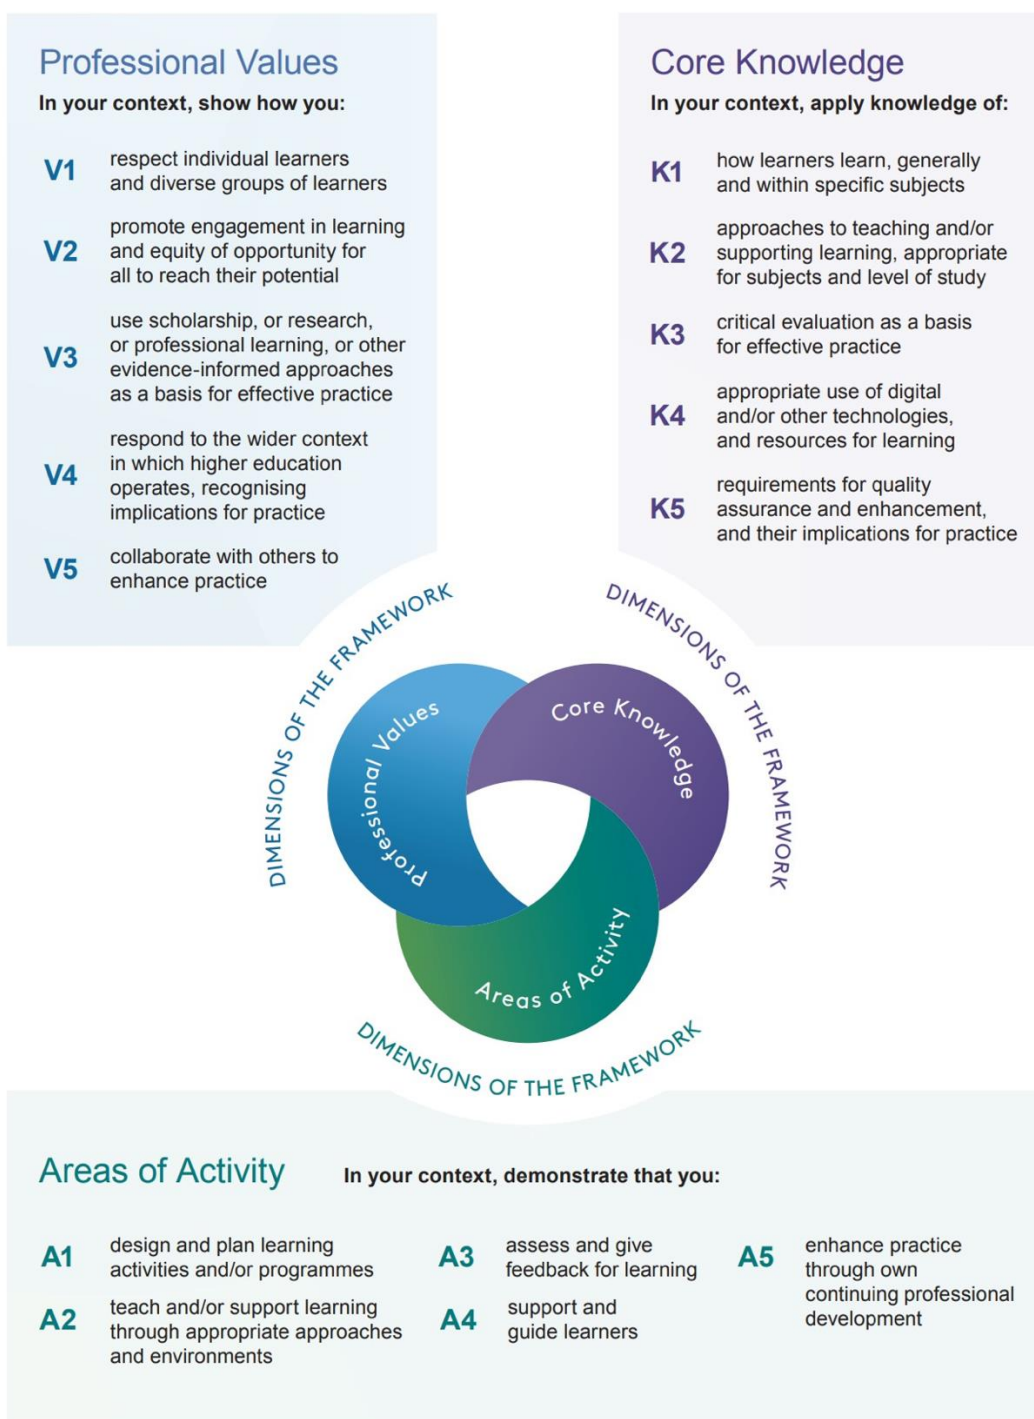 Professional Values
In your context, show how you:
V1
respect individual learners
and diverse groups of learners
V2
promote engagement in learning
and equity of opportunity for
all to reach their potential
V3
use scholarship, or research,
or professional learning, or other
evidence-informed approaches
as a basis for effective practice
V4
respond to the wider context
in which higher education
operates, recognising
implications for practice
V5
collaborate with others to
enhance practice
Core Knowledge
In your context, apply knowledge of:
K1
how learners learn, generally
and within specific subjects
K2
approaches to teaching and/or
supporting learning, appropriate
for subjects and level of study
K3
critical evaluation as a basis
for effective practice
K4
appropriate use of digital
and/or other technologies,
and resources for learning
K5
requirements for quality
assurance and enhancement,
and their implications for practice
DIMENSIONS OF THE FRAMEWORK
DIMENSIONS OF THE FRAMEWORK
Professional Values
Core Knowledge
Areas of Activity
DIMENSIONS OF THE FRAMEWORK
Areas of Activity
In your context, demonstrate that you:
A1
design and plan learning
activities and/or programmes
A2
teach and/or support learning
through appropriate approaches
and environments
A3
assess and give
feedback for learning
A4
support and
guide learners
A5
enhance practice
through own
continuing professional
development